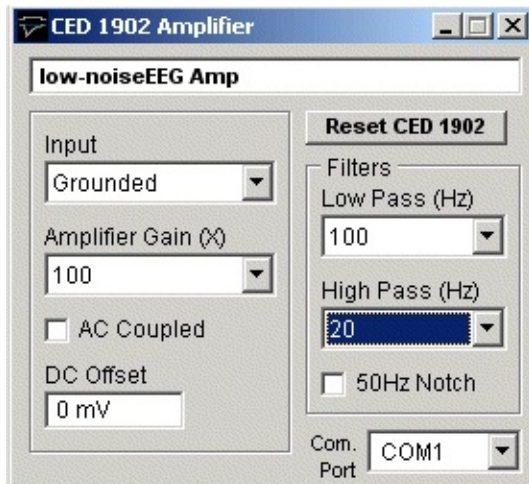 CED 1902 Amplifier
low-noiseEEG Amp
Input
Grounded
Amplifier Gain (X)
100
AC Coupled
DC Offset
0 mV
Reset CED 1902
Filters
Low Pass (Hz)
100
High Pass (Hz)
20
50Hz Notch
Com.
Port
COM1